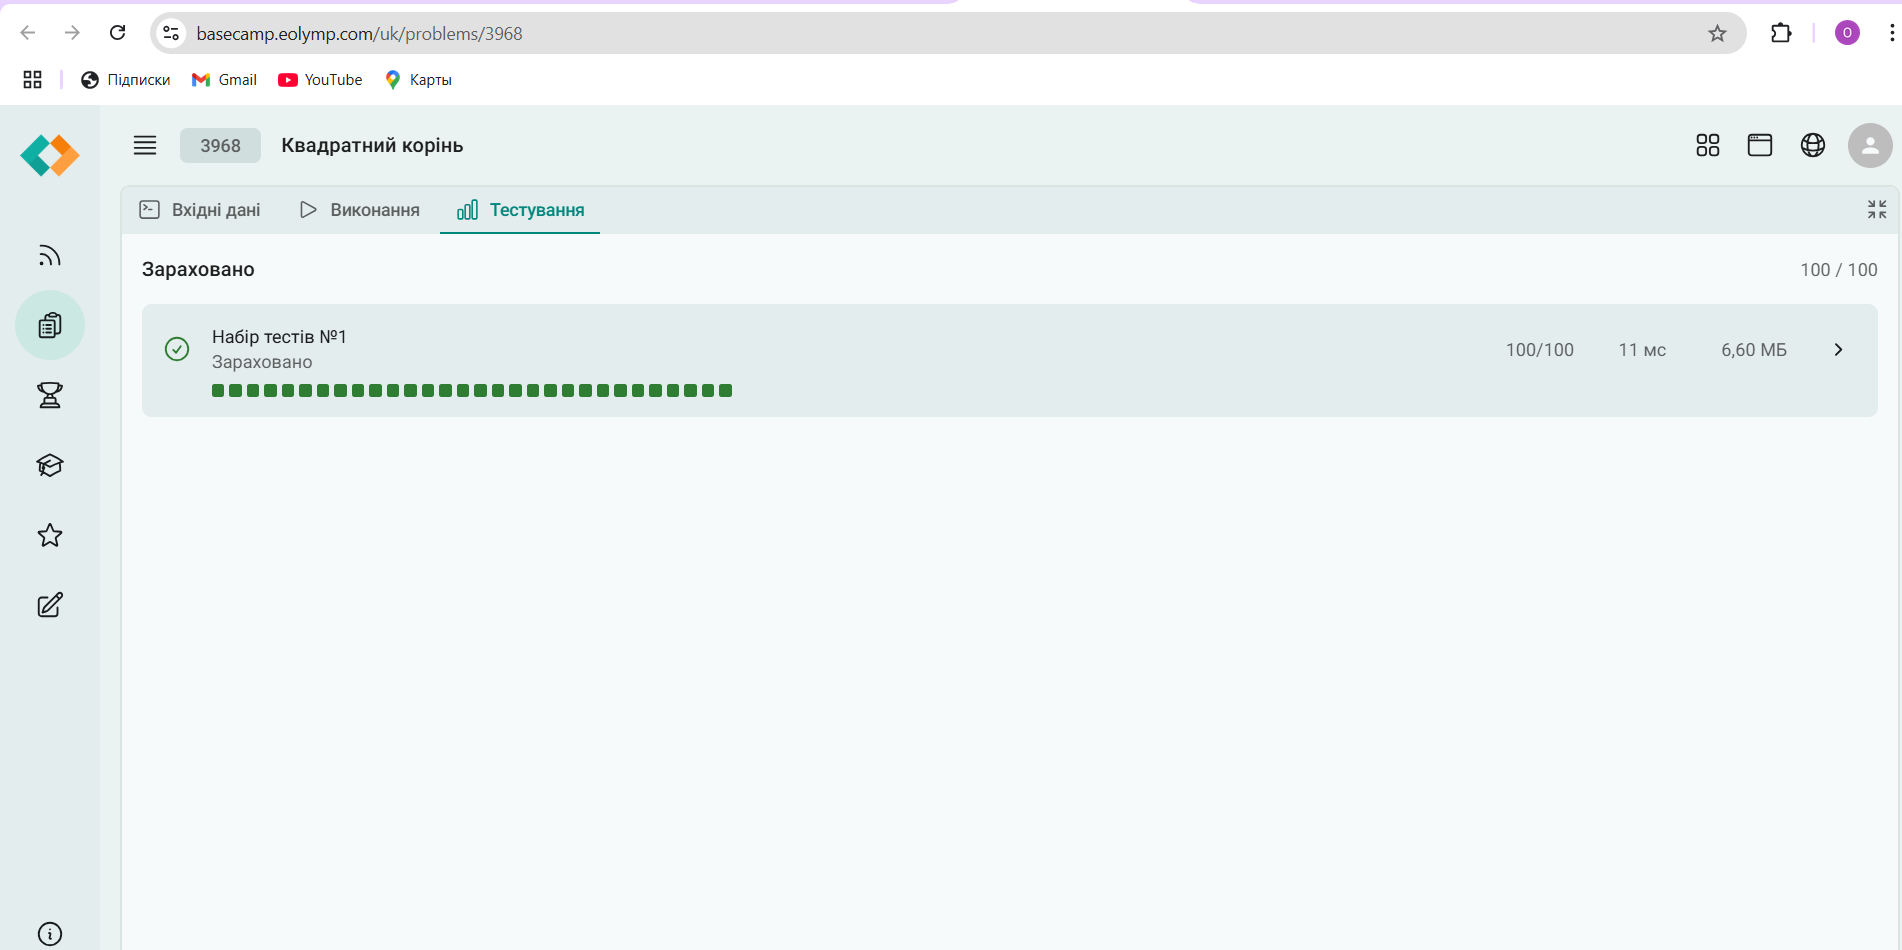 basecamp.eolymp.com/uk/problems/3968
O
Підписки Gmail YouTube Карты
3968 Квадратний корінь
Вхідні дані Виконання Тестування
Зараховано 100 / 100
Набір тестів №1
Зараховано
100/100 11 мс 6,60 МБ